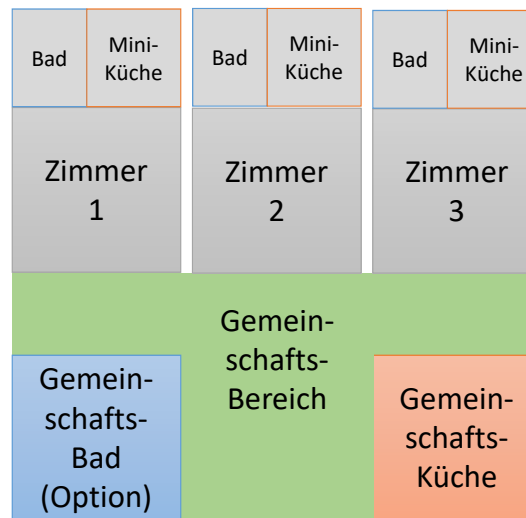 Bad
Mini-
Küche
Bad
Mini-
Küche
Bad
Mini-
Küche
Zimmer
1
Zimmer
2
Zimmer
3
Gemein-
schafts-
Bereich
Gemein-
schafts-
Bad
(Option)
Gemein-
schafts-
Küche